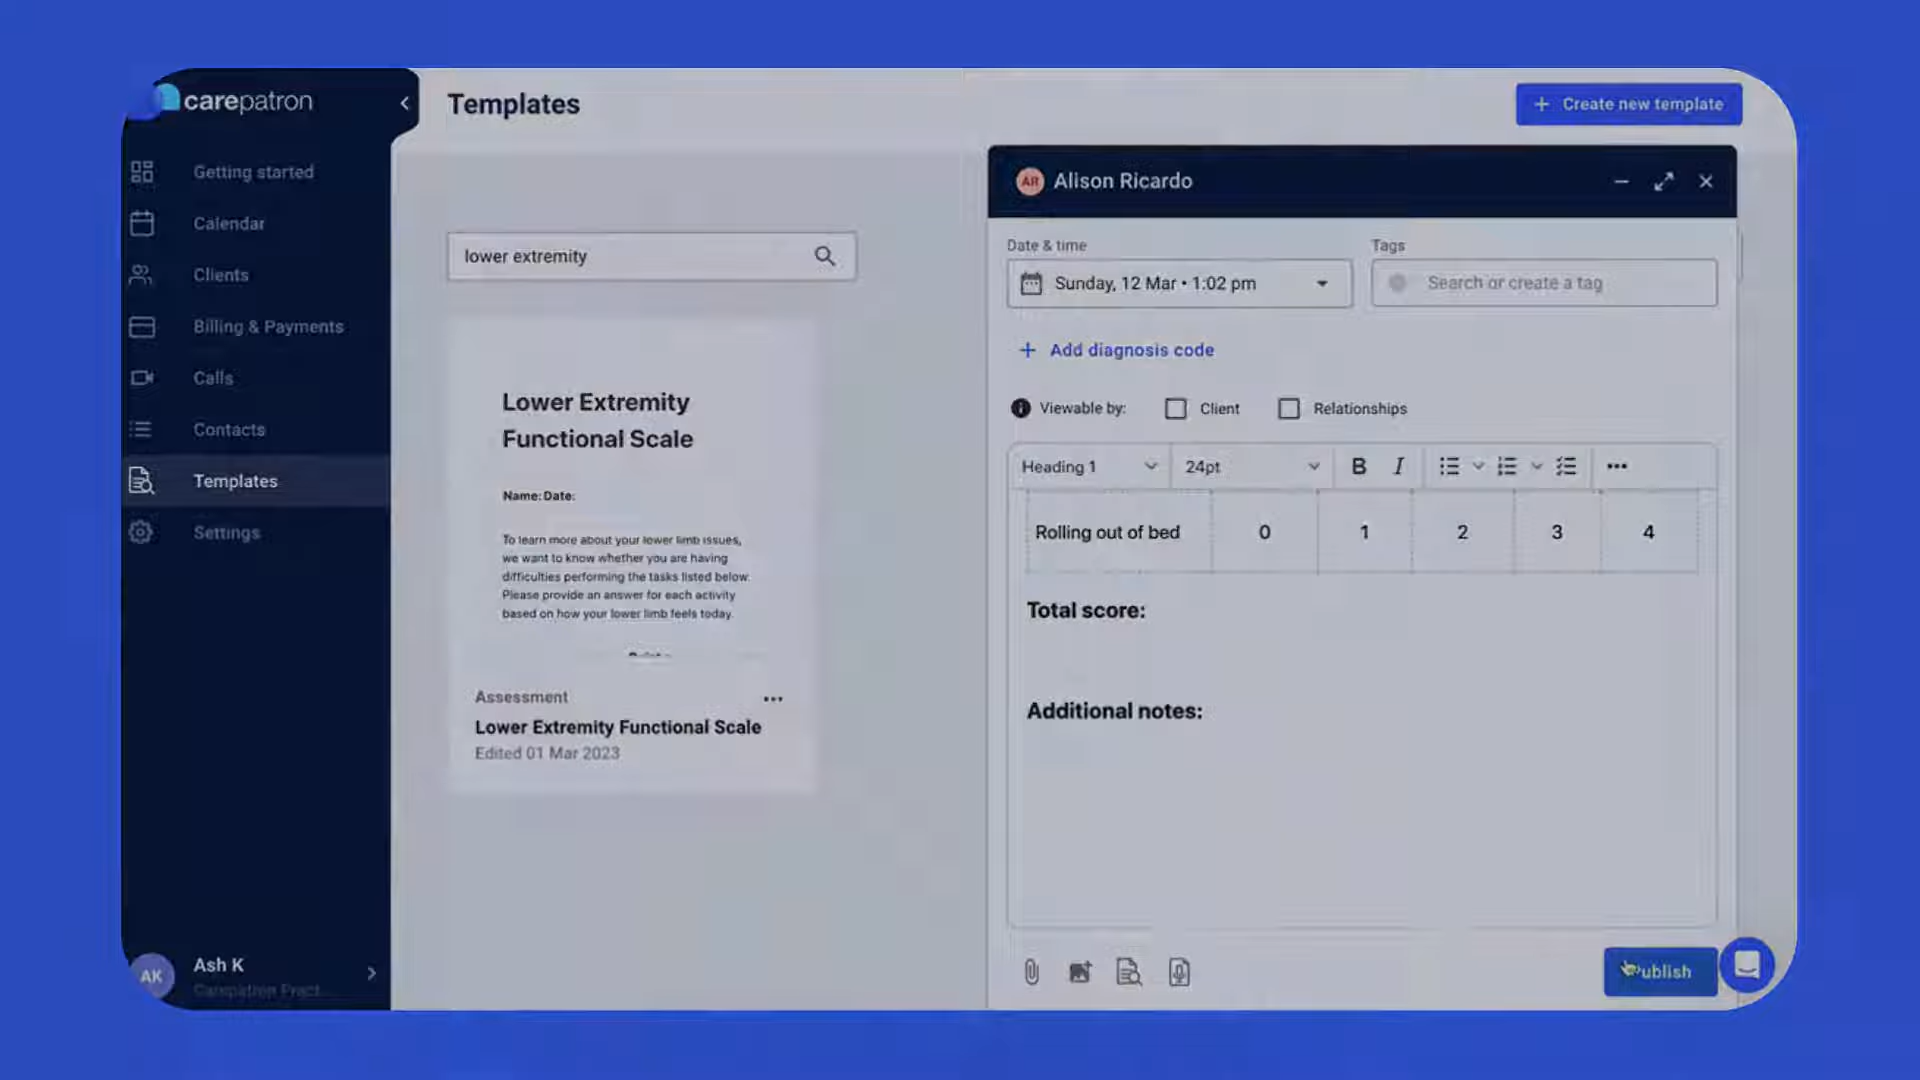 carepatron
Getting started
Calendar
Clients
Billing & Payments
Calls
Contacts
Templates
Settings
AK
Ash K
Carepatron Pract...
Templates
+ Create new template
lower extremity
Lower Extremity
Functional Scale
Name: Date:
To learn more about your lower limb issues,
we want to know whether you are having
difficulties performing the tasks listed below.
Please provide an answer for each activity
based on how your lower limb feels today.
Assessment
Lower Extremity Functional Scale
Edited 01 Mar 2023
AR Alison Ricardo
Date & time
Tags
Sunday, 12 Mar • 1:02 pm
Search or create a tag
+ Add diagnosis code
Viewable by: Client Relationships
Heading 1 24pt B I
Rolling out of bed 0 1 2 3 4
Total score:
Additional notes:
Publish